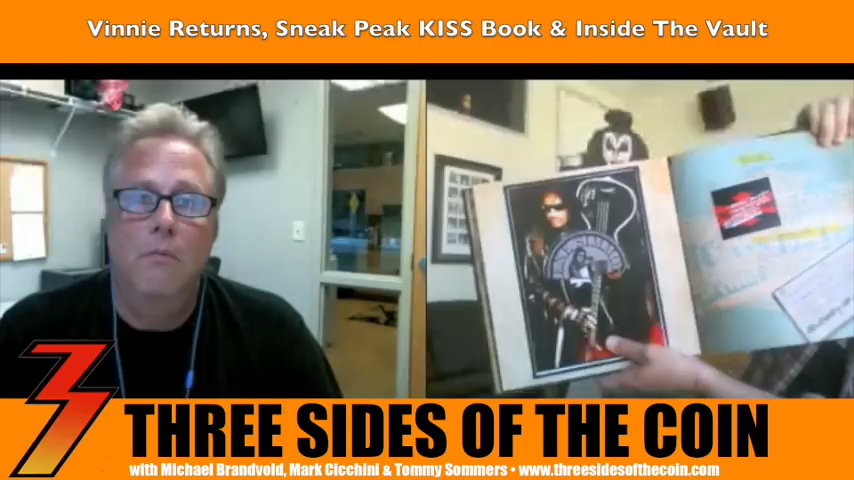 Vinnie Returns, Sneak Peak KISS Book & Inside The Vault
THREE SIDES OF THE COIN
with Michael Brandvold, Mark Cicchini & Tommy Sommers • www.threesidesofthecoin.com